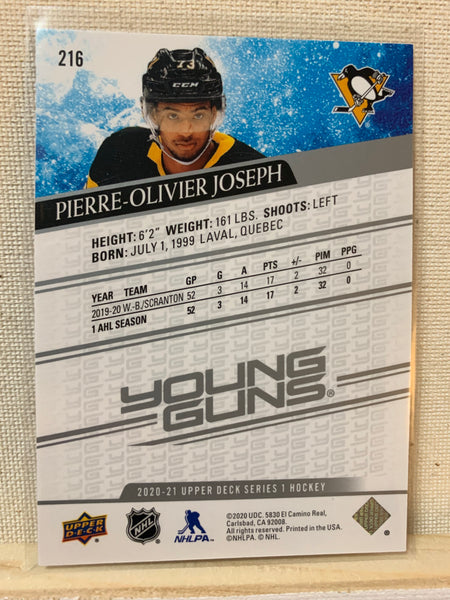 216
73
CCM
PIERRE-OLIVIER JOSEPH
HEIGHT: 6'2" WEIGHT: 161 LBS. SHOOTS: LEFT
BORN: JULY 1, 1999 LAVAL, QUEBEC
YEAR TEAM GP G A PTS +/- PIM PPG
2019-20 W.-B./SCRANTON 52 3 14 17 2 32 0
1 AHL SEASON 52 3 14 17 2 32 0
YOUNG
GUNS®
2020-21 UPPER DECK SERIES 1 HOCKEY
UPPER DECK
NHL
NHLPA
©2020 UDC. 5830 El Camino Real,
Carlsbad, CA 92008.
All rights reserved. Printed in the USA.
©NHLPA. © NHL.
®